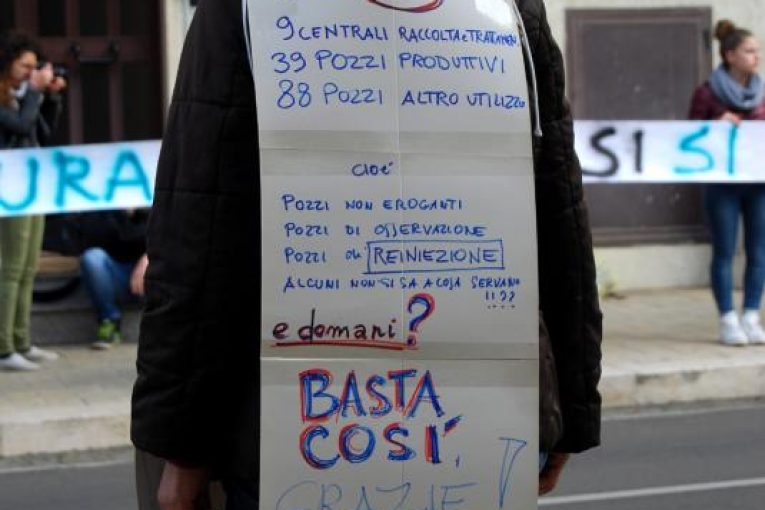 9 CENTRALI RACCOLTA E TRATTAMEN
39 POZZI PRODUTTIVI
88 POZZI ALTRO UTILIZZO
CIOE'
POZZI NON EROGANTI
POZZI DI OSSERVAZIONE
POZZI di REINIEZIONE
ALCUNI NON SI SA A COSA SERVANO
!!??
e domani?
BASTA
COSI'
GRAZIE!
URA
SI SI